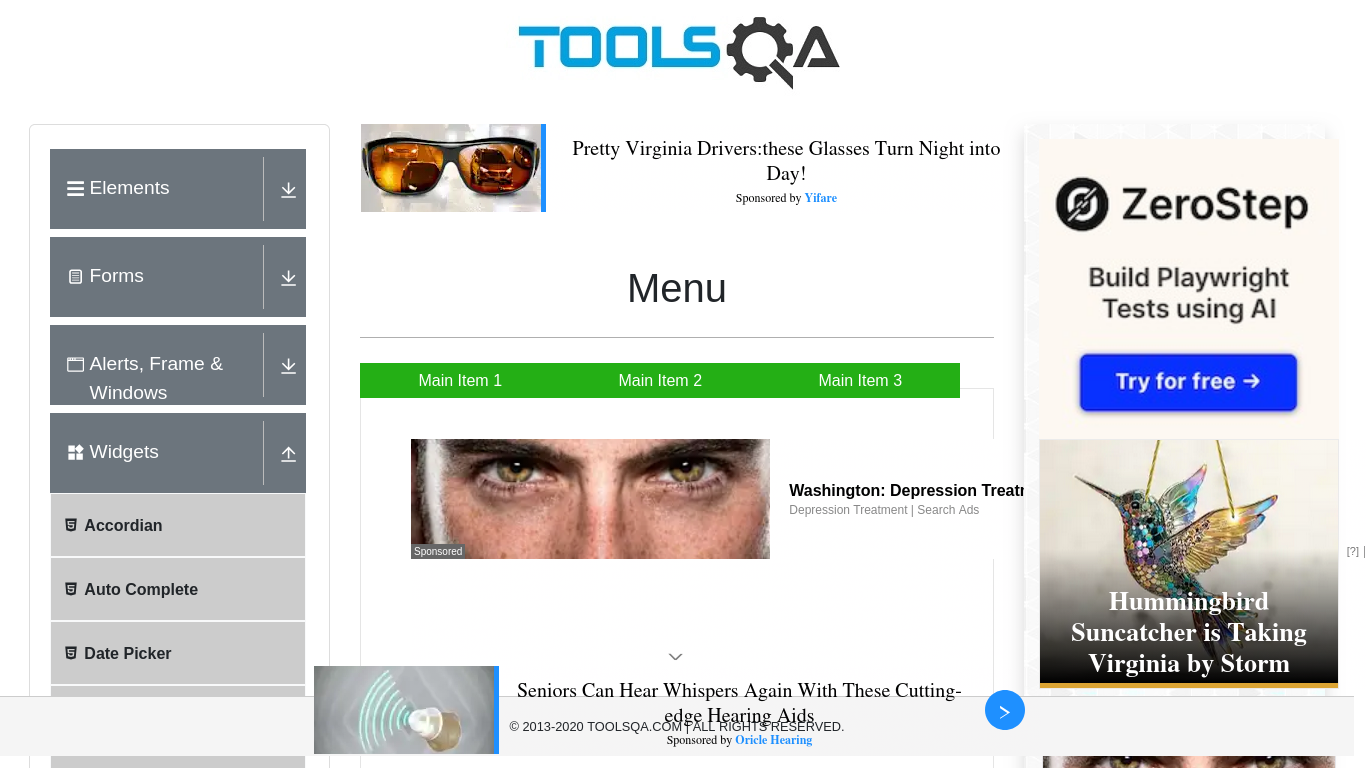 TOOLSQA
Elements
Forms
Alerts, Frame &
Windows
Widgets
Accordian
Auto Complete
Date Picker
Pretty Virginia Drivers:these Glasses Turn Night into
Day!
Sponsored by Yifare
Menu
Main Item 1
Main Item 2
Main Item 3
Sponsored
Washington: Depression Treatr
Depression Treatment | Search Ads
ZeroStep
Build Playwright
Tests using AI
Try for free →
Hummingbird
Suncatcher is Taking
Virginia by Storm
[?]
Seniors Can Hear Whispers Again With These Cutting-
edge Hearing Aids
© 2013-2020 TOOLSQA.COM | ALL RIGHTS RESERVED.
Sponsored by Oricle Hearing